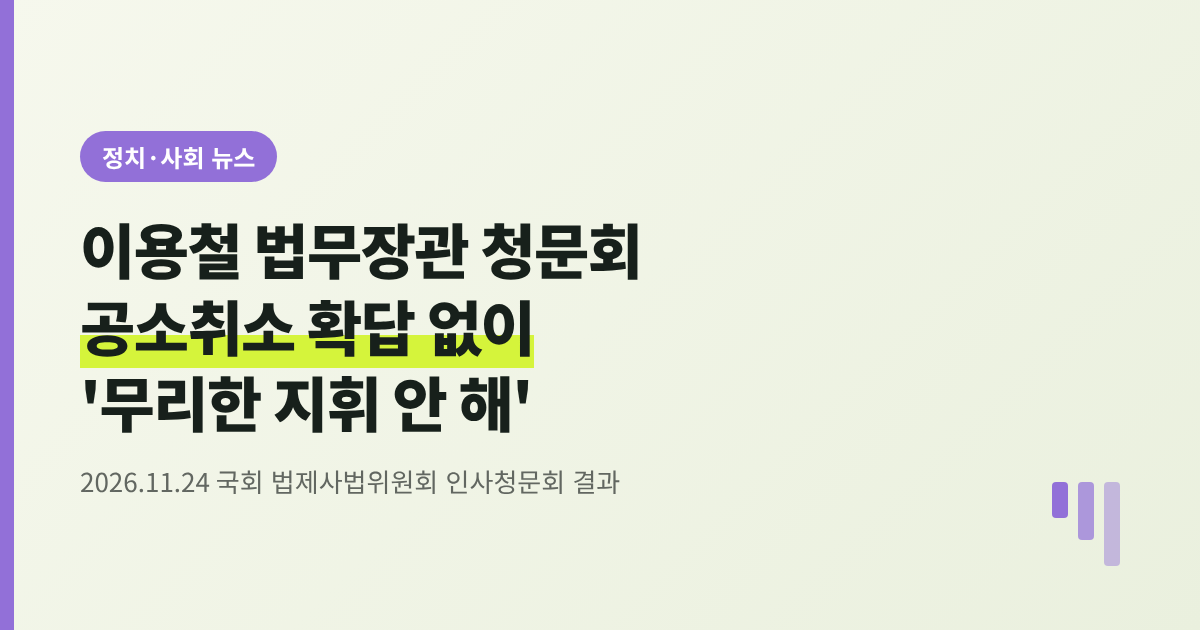 정치·사회 뉴스
이용철 법무장관 청문회
공소취소 확답 없이
'무리한 지휘 안 해'
2026.11.24 국회 법제사법위원회 인사청문회 결과